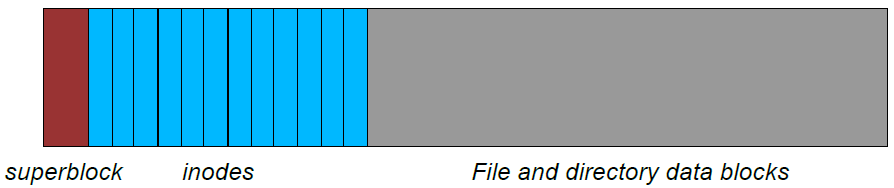 superblock inodes File and directory data blocks